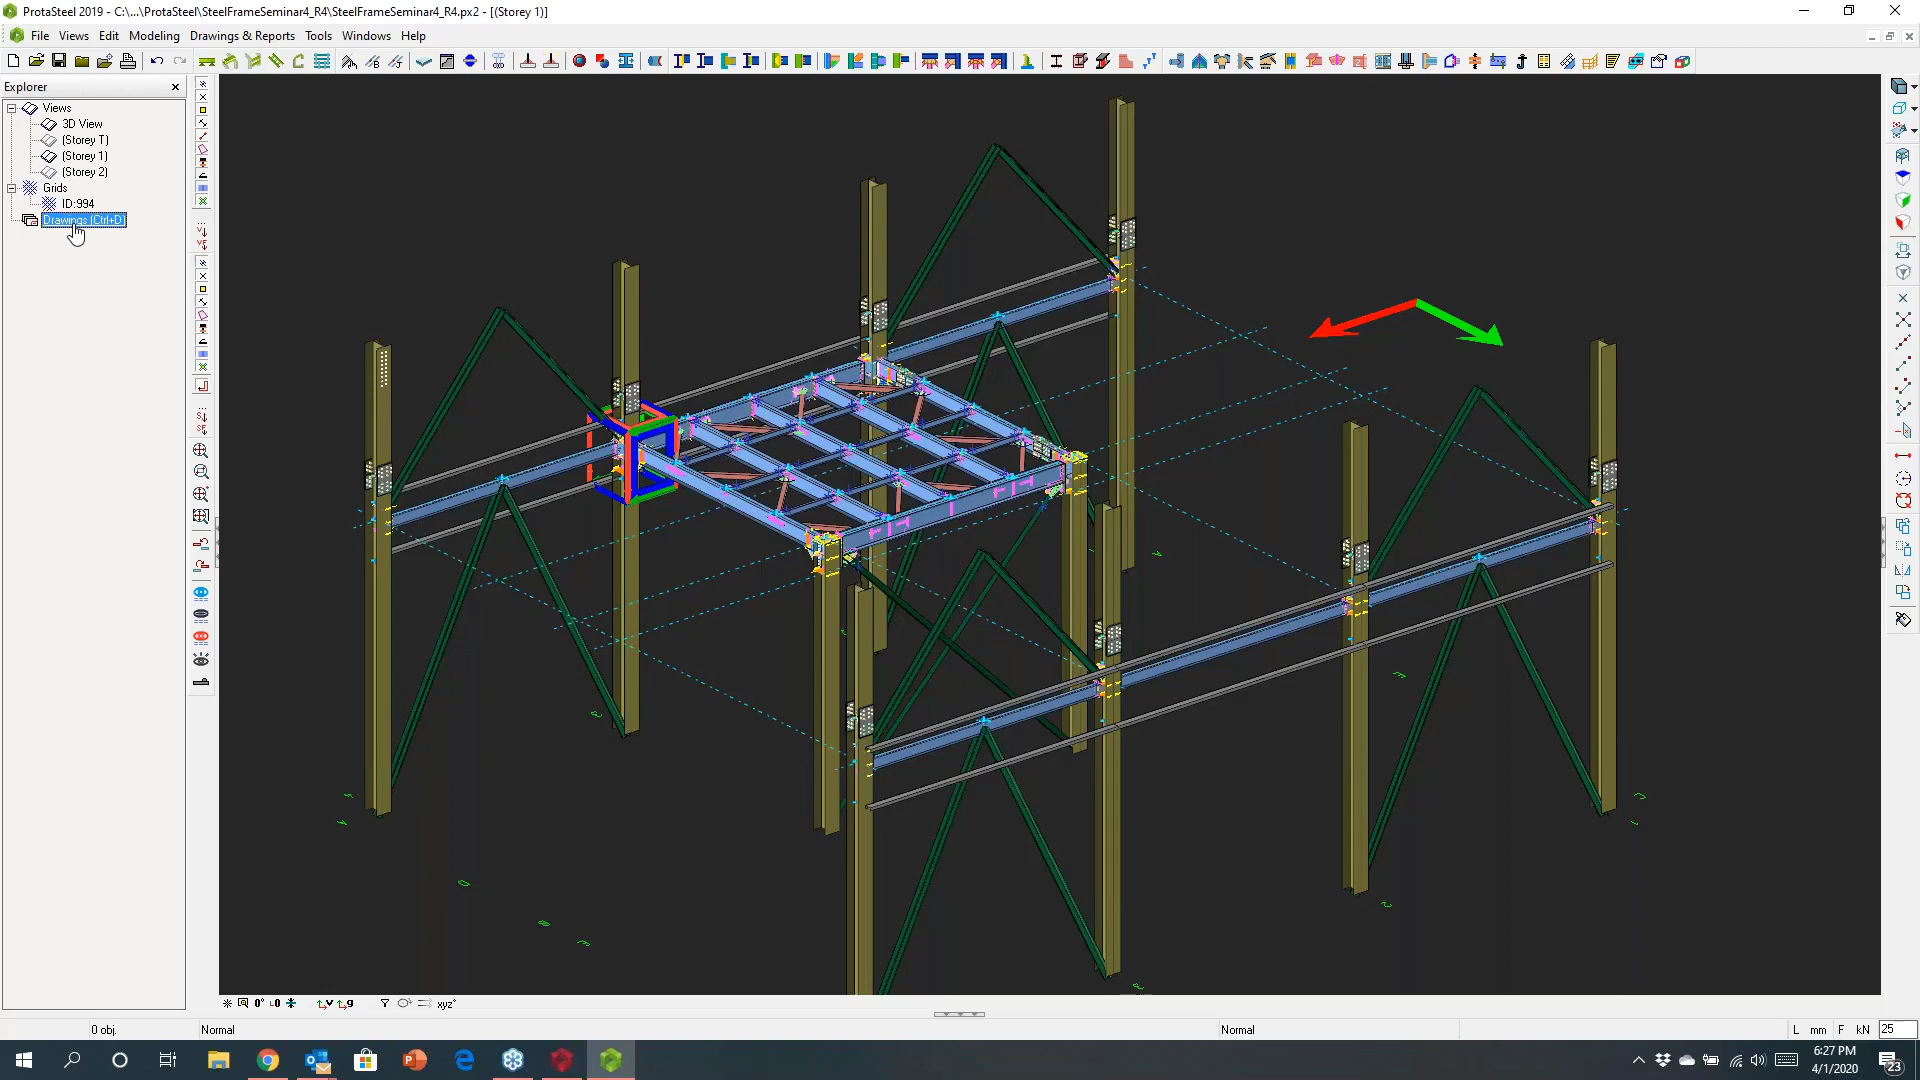 ProtaSteel 2019 - C:\...\ProtaSteel\SteelFrameSeminar4_R4\SteelFrameSeminar4_R4.px2 - [(Storey 1)]
File Views Edit Modeling Drawings & Reports Tools Windows Help
Explorer
Views
3D View
(Storey T)
(Storey 1)
(Storey 2)
Grids
ID:994
Drawings (Ctrl+D)
xyz
0 obj. Normal Normal L mm F kN 25
6:27 PM
4/1/2020
23